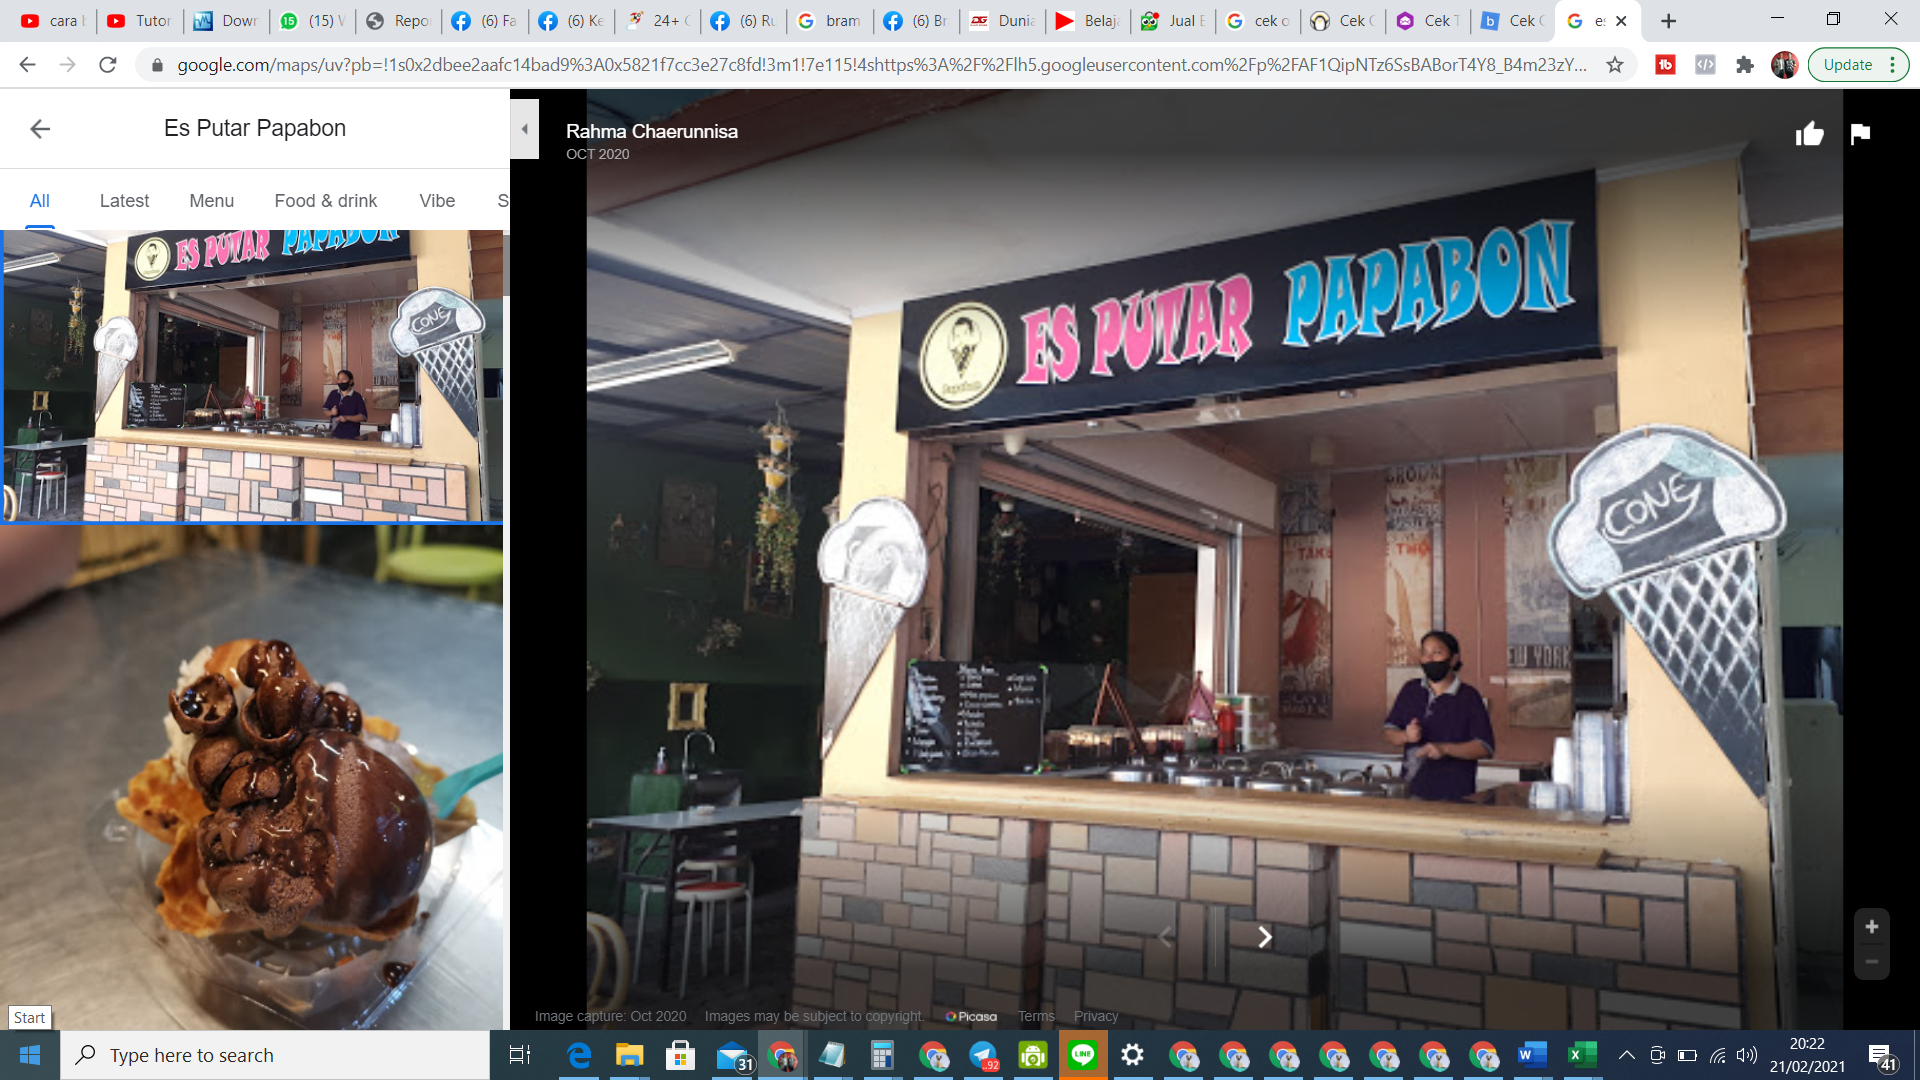 cara
Tutor
Down
(15) W
Repo
(6) Fa
(6) Ke
24+ C
(6) Ru
bram
(6) Br
Dunia
Belaja
Jual E
cek o
Cek C
Cek T
Cek C
es
google.com/maps/uv?pb=!1s0x2dbee2aafc14bad9%3A0x5821f7cc3e27c8fd!3m1!7e115!4shttps%3A%2F%2Flh5.googleusercontent.com%2Fp%2FAF1QipNTz6SsBABorT4Y8_B4m23zY...
Update
Es Putar Papabon
All Latest Menu Food & drink Vibe S
ES PUTAR PAPABON
CONE
Rahma Chaerunnisa
OCT 2020
ES PUTAR PAPABON
CONE
Image capture: Oct 2020 Images may be subject to copyright. Picasa Terms Privacy
Start
Type here to search
31
92
LINE
20:22
21/02/2021
41